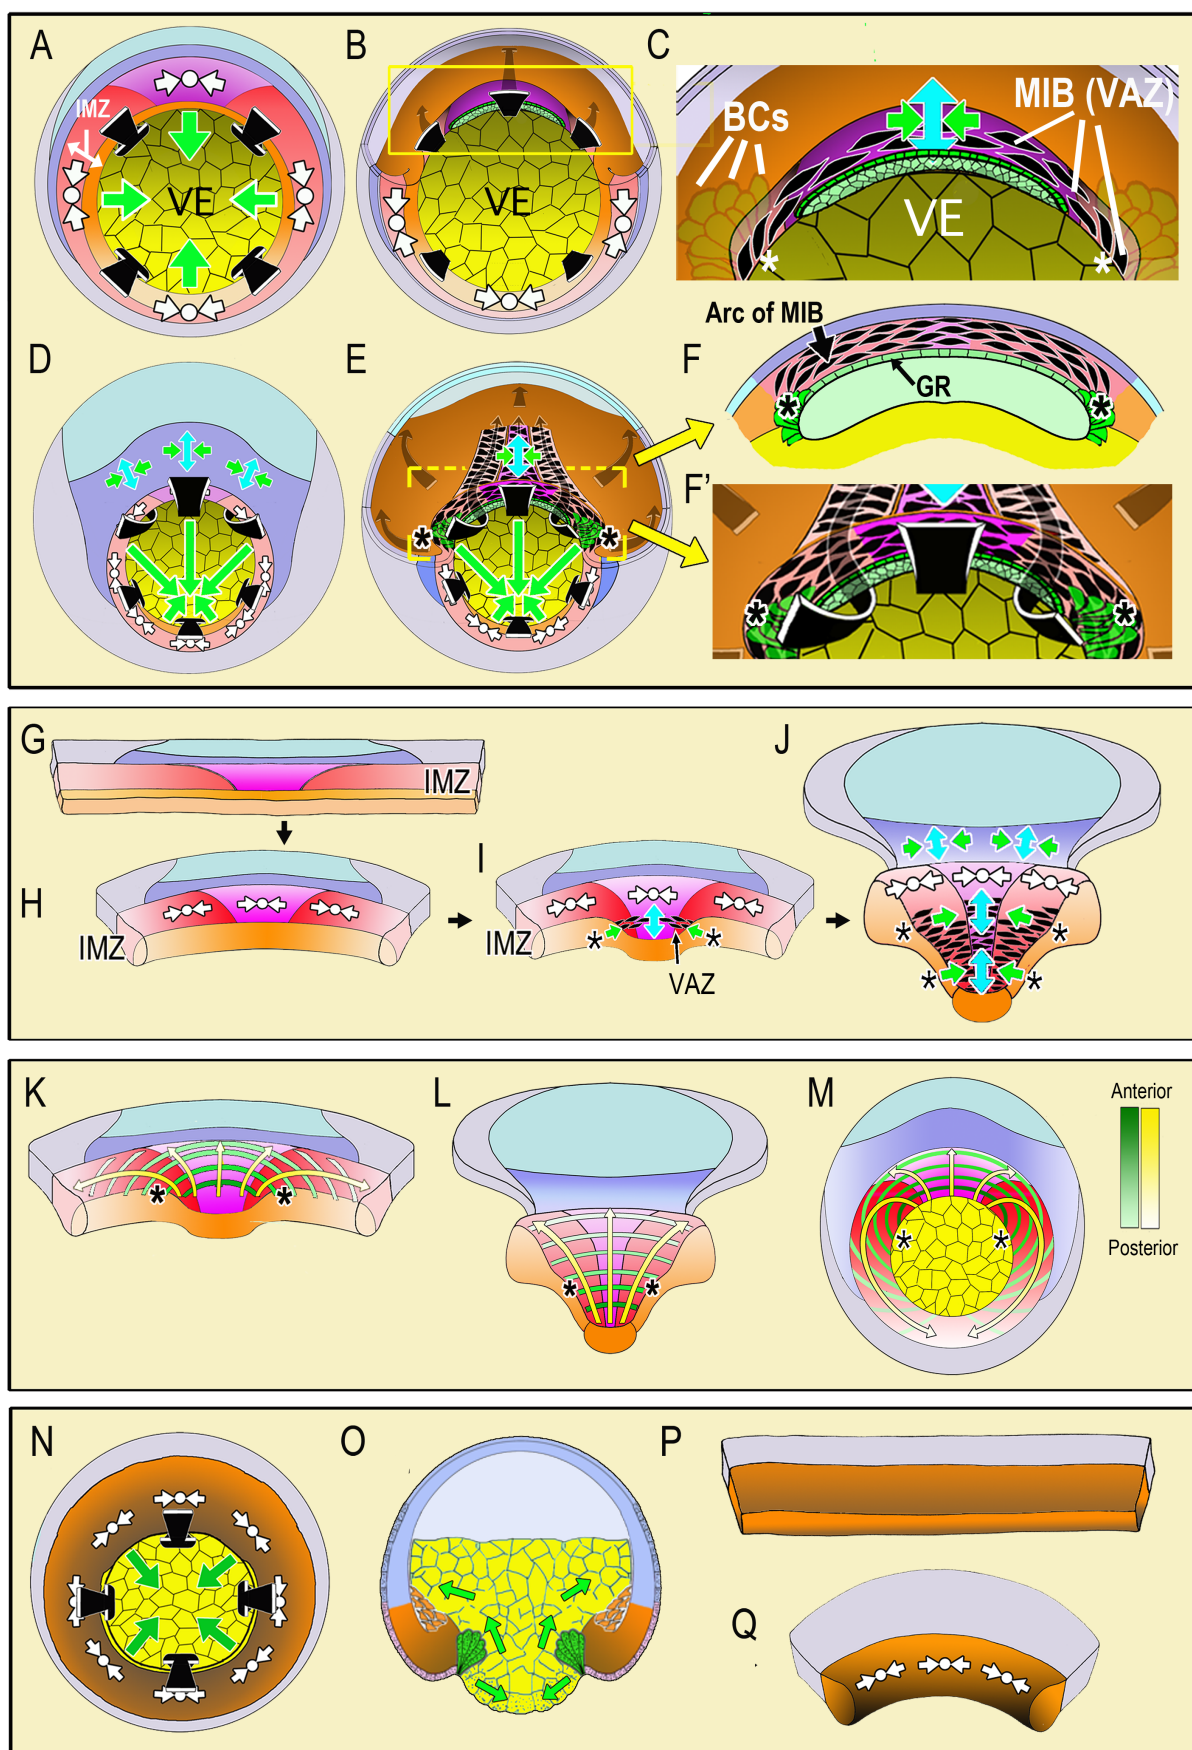 A
B
C
IMZ
VE
VE
BCs
MIB (VAZ)
VE
*
*
D
E
F
Arc of MIB
GR
*
*
F'
*
*
*
*
G
IMZ
H
IMZ
I
IMZ
*
*
VAZ
J
*
*
*
*
K
*
*
L
*
*
M
*
*
Anterior
Posterior
N
O
P
Q